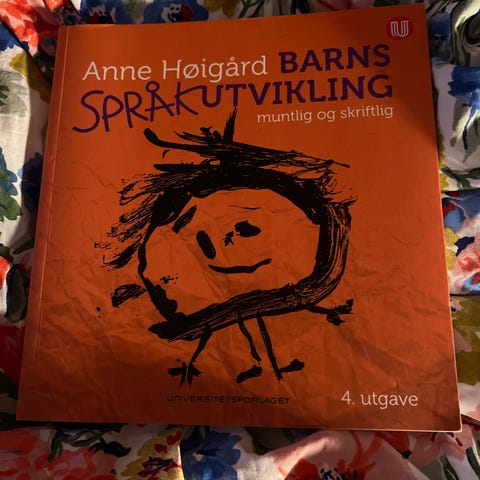 Anne Høigård BARNS
SPRÅKUTVIKLING
muntlig og skriftlig
UNIVERSITETSFORLAGET
4. utgave